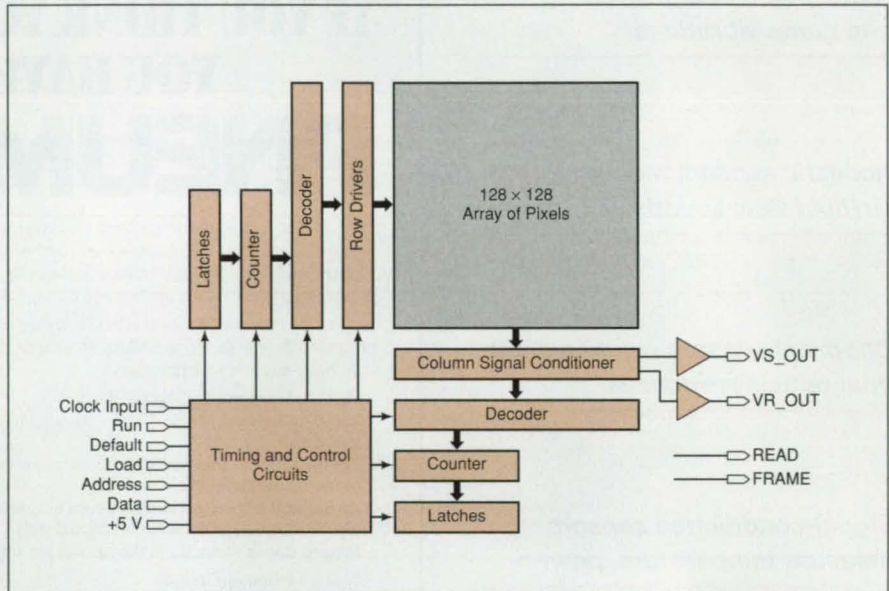 128 × 128
Array of Pixels
Latches
Counter
Decoder
Row Drivers
Column Signal Conditioner
VS_OUT
VR_OUT
Decoder
Clock Input
Run
Default
Load
Address
Data
+5 V
Timing and Control
Circuits
Counter
Latches
READ
FRAME